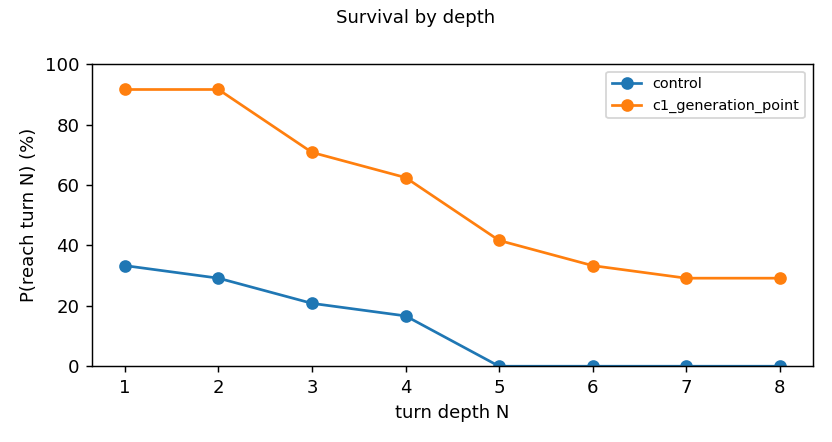 Survival by depth
100
80
60
40
20
0
P(reach turn N) (%)
control
c1_generation_point
1 2 3 4 5 6 7 8
turn depth N